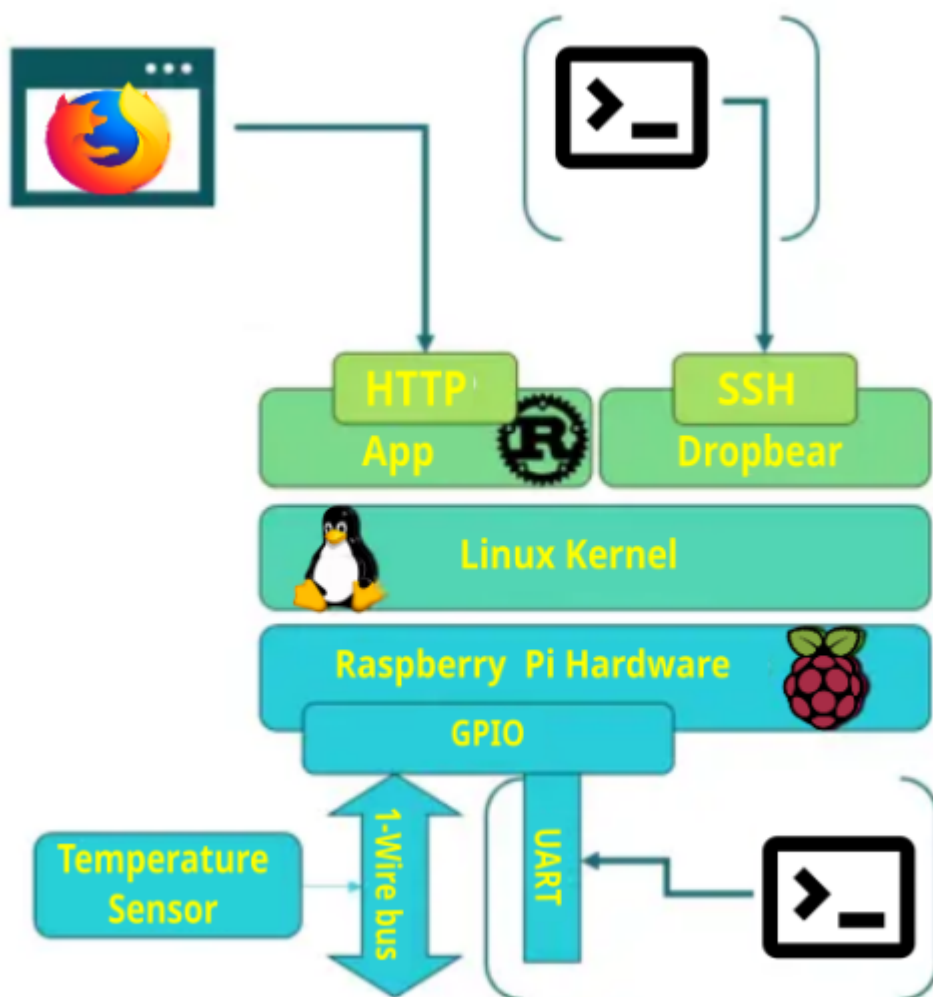 HTTP
App
SSH
Dropbear
Linux Kernel
Raspberry Pi Hardware
GPIO
1-Wire bus
UART
Temperature
Sensor